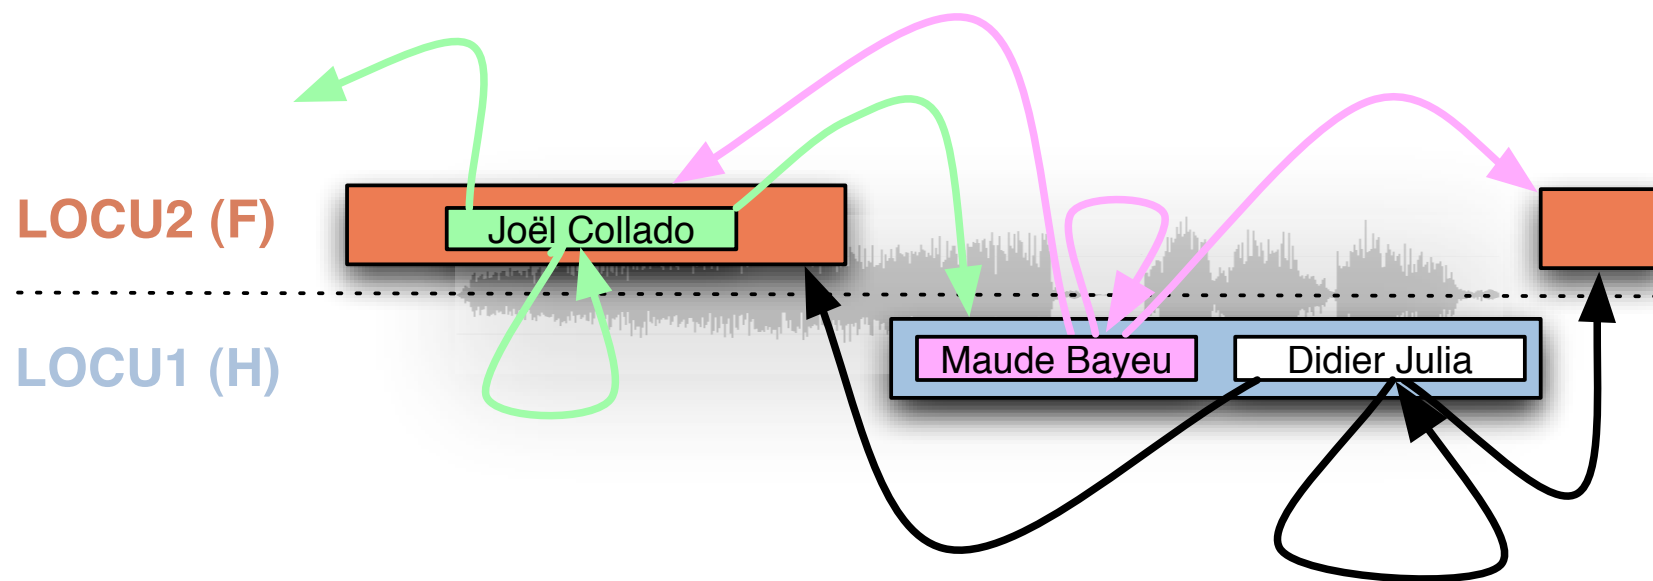 LOCU2 (F)
Joël Collado
LOCU1 (H)
Maude Bayeu
Didier Julia